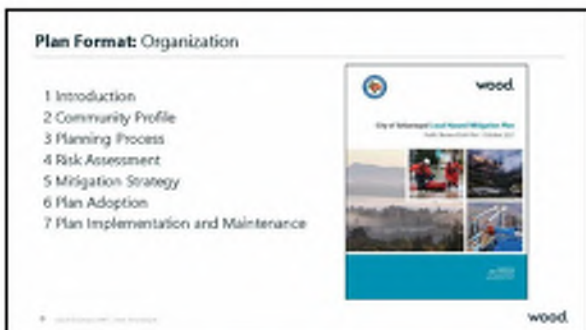 Plan Format: Organization
1 Introduction
2 Community Profile
3 Planning Process
4 Risk Assessment
5 Mitigation Strategy
6 Plan Adoption
7 Plan Implementation and Maintenance
wood.
Local Hazard Mitigation Plan
wood.